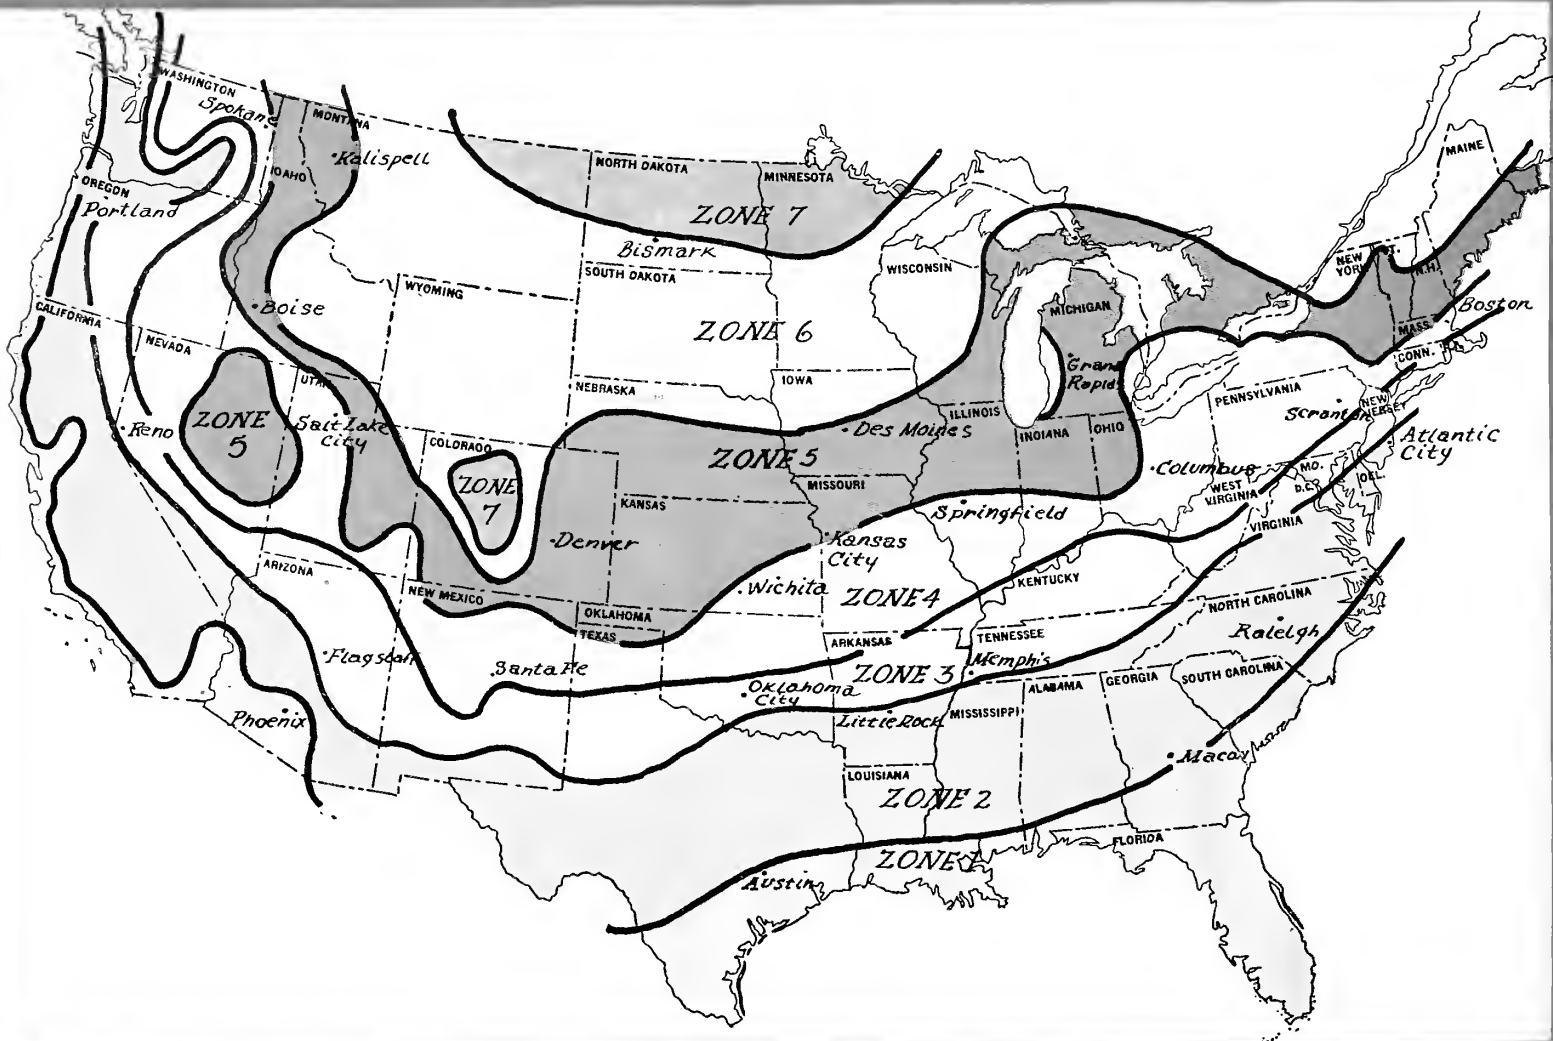 WASHINGTON
Spokane
MONTANA
Kalispell
IDAHO
OREGON
Portland
NORTH DAKOTA
MINNESOTA
ZONE 7
Bismark
SOUTH DAKOTA
WISCONSIN
MAINE
NEW
YORK
V.T.
N.H.
WYOMING
Boise
CALIFORNIA
NEVADA
ZONE 6
MICHIGAN
MASS.
Boston
CONN.
UTAH
NEBRASKA
IOWA
Grand
Rapids
PENNSYLVANIA
NEW
JERSEY
Scranton
ZONE
5
Reno
Salt Lake
City
COLORADO
ZONE
7
ZONE 5
Des Moines
ILLINOIS
INDIANA
OHIO
Columbus
Atlantic
City
MISSOURI
KANSAS
WEST
VIRGINIA
MD.
D.C.
DEL.
Springfield
VIRGINIA
Denver
Kansas
City
Wichita
ARIZONA
NEW MEXICO
ZONE 4
KENTUCKY
OKLAHOMA
TEXAS
NORTH CAROLINA
Raleigh
ARKANSAS
TENNESSEE
Flagstaff
Santa Fe
ZONE 3
Memphis
Oklahoma
City
ALABAMA
GEORGIA
SOUTH CAROLINA
Phoenix
Little Rock
MISSISSIPPI
Macon
LOUISIANA
ZONE 2
FLORIDA
ZONE 1
Austin